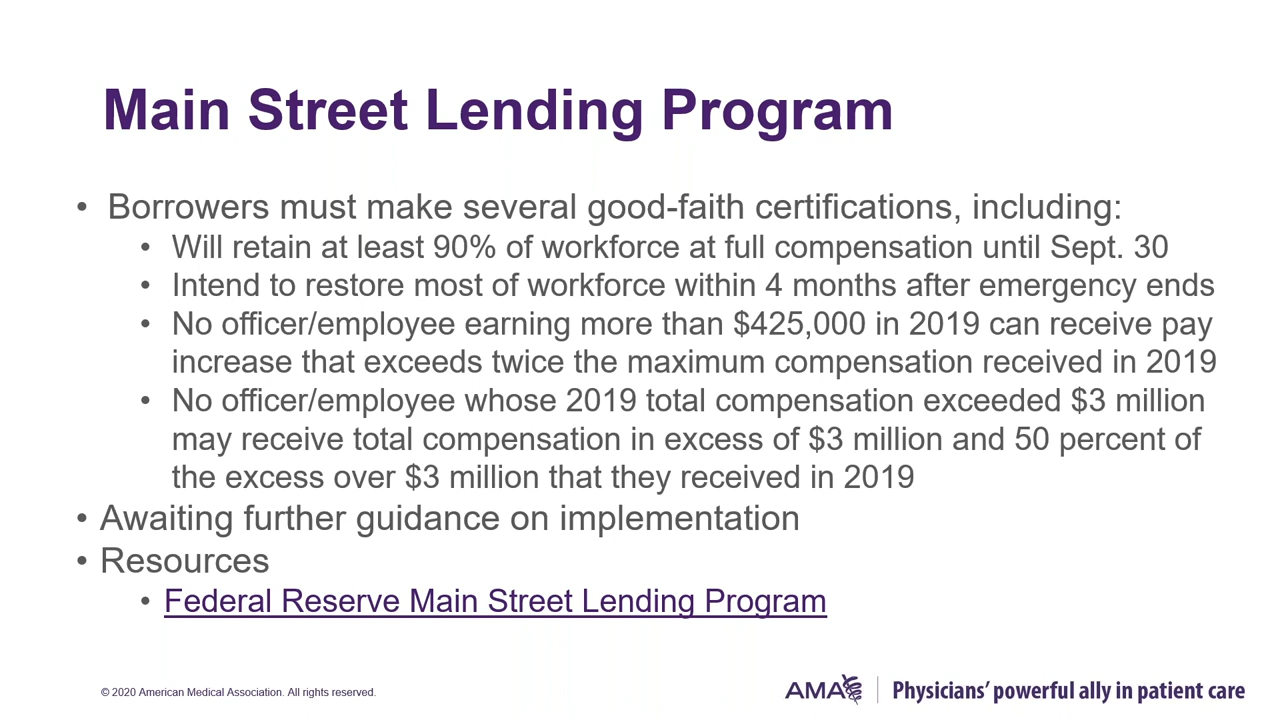 Main Street Lending Program
• Borrowers must make several good-faith certifications, including:
• Will retain at least 90% of workforce at full compensation until Sept. 30
• Intend to restore most of workforce within 4 months after emergency ends
• No officer/employee earning more than $425,000 in 2019 can receive pay
increase that exceeds twice the maximum compensation received in 2019
• No officer/employee whose 2019 total compensation exceeded $3 million
may receive total compensation in excess of $3 million and 50 percent of
the excess over $3 million that they received in 2019
• Awaiting further guidance on implementation
• Resources
• Federal Reserve Main Street Lending Program
© 2020 American Medical Association. All rights reserved.
AMA
Physicians’ powerful ally in patient care